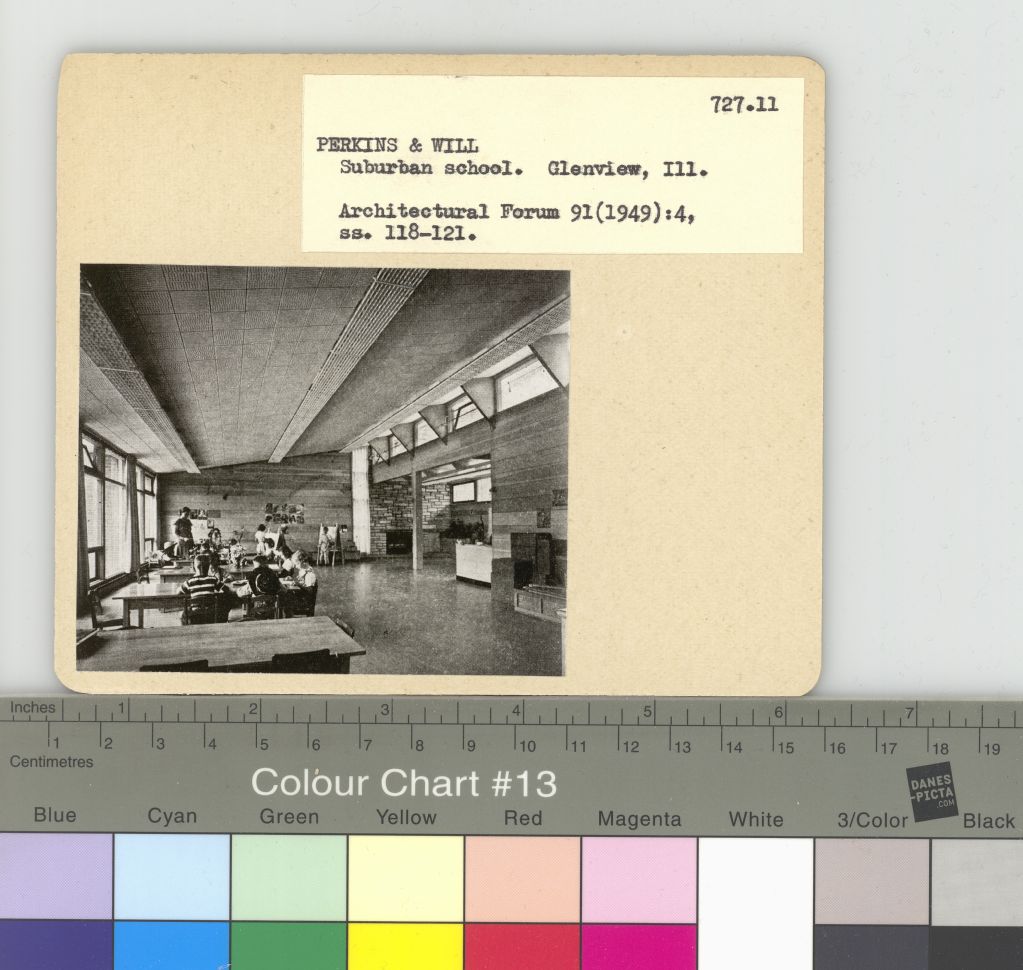 727.11
PERKINS & WILL
Suburban school. Glenview, Ill.
Architectural Forum 91(1949):4,
ss. 118-121.
Inches 1 2 3 4 5 6 7
1 2 3 4 5 6 7 8 9 10 11 12 13 14 15 16 17 18 19
Centimetres
Colour Chart #13
DANES
-PICTA
.COM
Blue Cyan Green Yellow Red Magenta White 3/Color Black